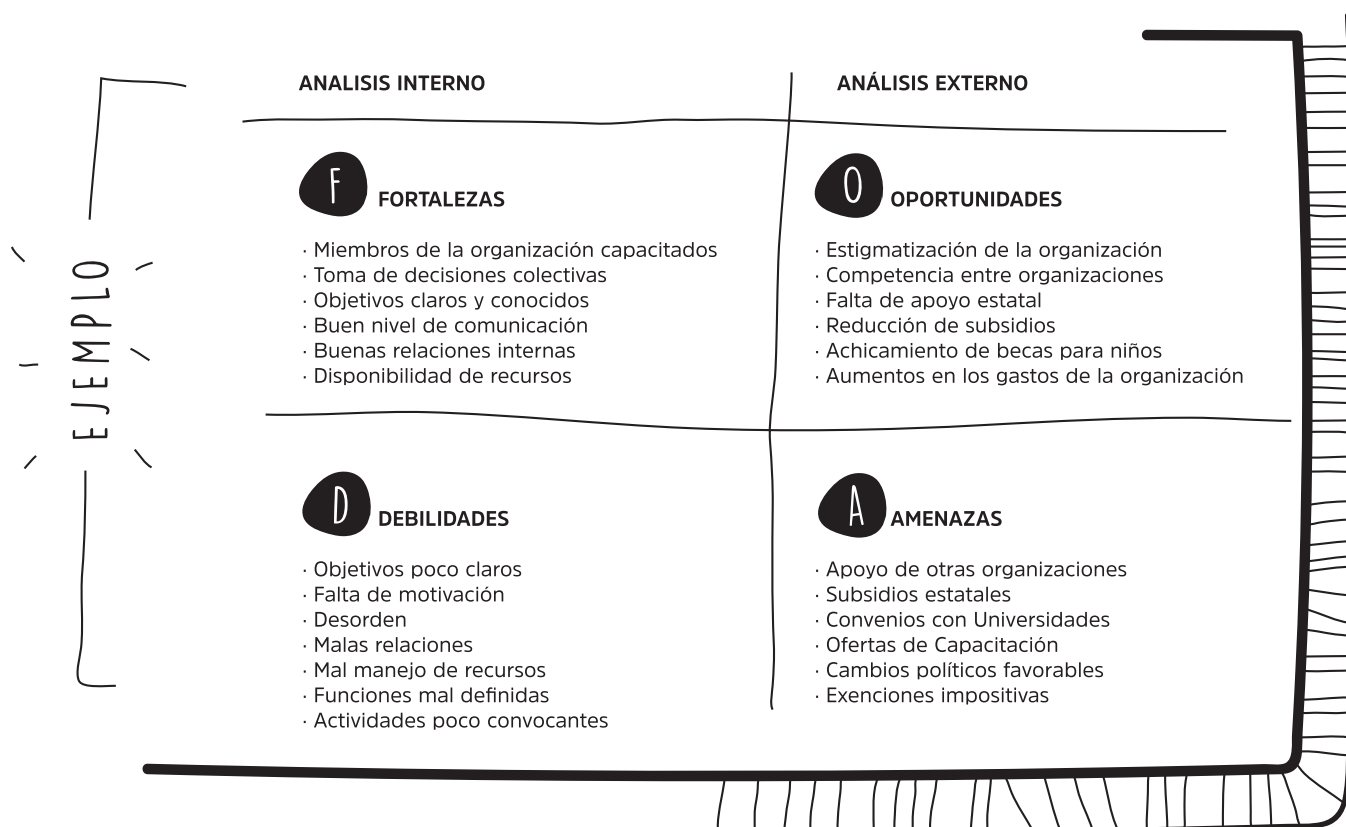 EJEMPLO
ANALISIS INTERNO
ANÁLISIS EXTERNO
F FORTALEZAS
· Miembros de la organización capacitados
· Toma de decisiones colectivas
· Objetivos claros y conocidos
· Buen nivel de comunicación
· Buenas relaciones internas
· Disponibilidad de recursos
O OPORTUNIDADES
· Estigmatización de la organización
· Competencia entre organizaciones
· Falta de apoyo estatal
· Reducción de subsidios
· Achicamiento de becas para niños
· Aumentos en los gastos de la organización
D DEBILIDADES
· Objetivos poco claros
· Falta de motivación
· Desorden
· Malas relaciones
· Mal manejo de recursos
· Funciones mal definidas
· Actividades poco convocantes
A AMENAZAS
· Apoyo de otras organizaciones
· Subsidios estatales
· Convenios con Universidades
· Ofertas de Capacitación
· Cambios políticos favorables
· Exenciones impositivas